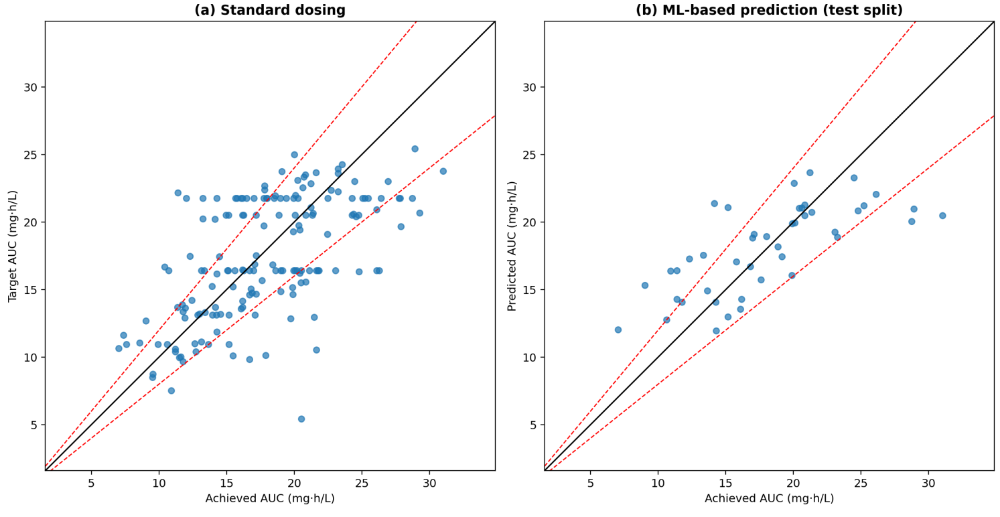 (a) Standard dosing
Target AUC (mg·h/L)
30
25
20
15
10
5
5 10 15 20 25 30
Achieved AUC (mg·h/L)
(b) ML-based prediction (test split)
Predicted AUC (mg·h/L)
30
25
20
15
10
5
5 10 15 20 25 30
Achieved AUC (mg·h/L)